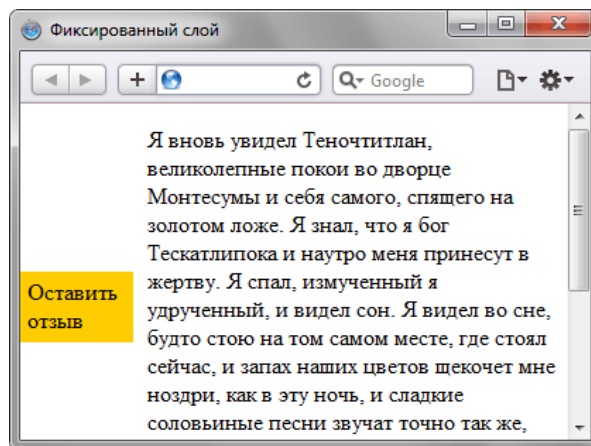 Фиксированный слой
Google
Я вновь увидел Теночтитлан,
великолепные покои во дворце
Монтесумы и себя самого, спящего на
золотом ложе. Я знал, что я бог
Тескатлипока и наутро меня принесут в
жертву. Я спал, измученный я
удрученный, и видел сон. Я видел во сне,
будто стою на том самом месте, где стоял
сейчас, и запах наших цветов щекочет мне
ноздри, как в эту ночь, и сладкие
соловьиные песни звучат точно так же,
Оставить
отзыв